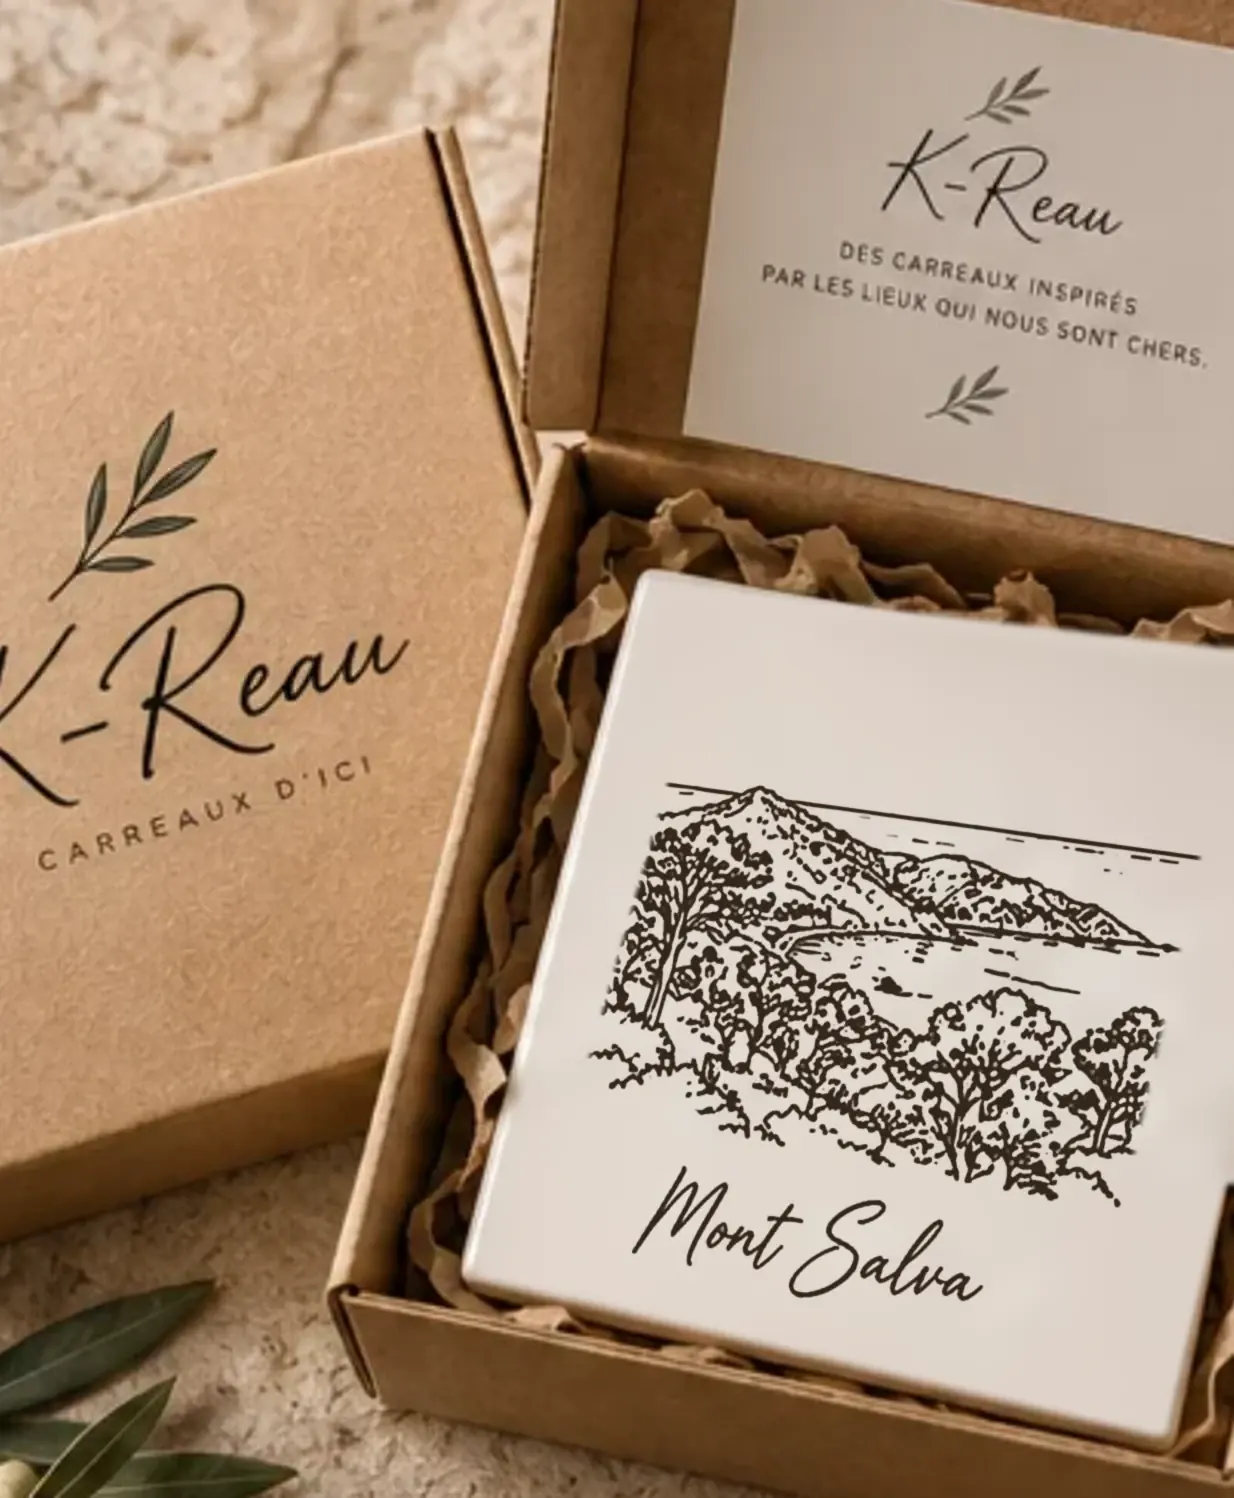 K-Reau
CARREAUX D'ICI
K-Reau
DES CARREAUX INSPIRÉS
PAR LES LIEUX QUI NOUS SONT CHERS.
Mont Salva